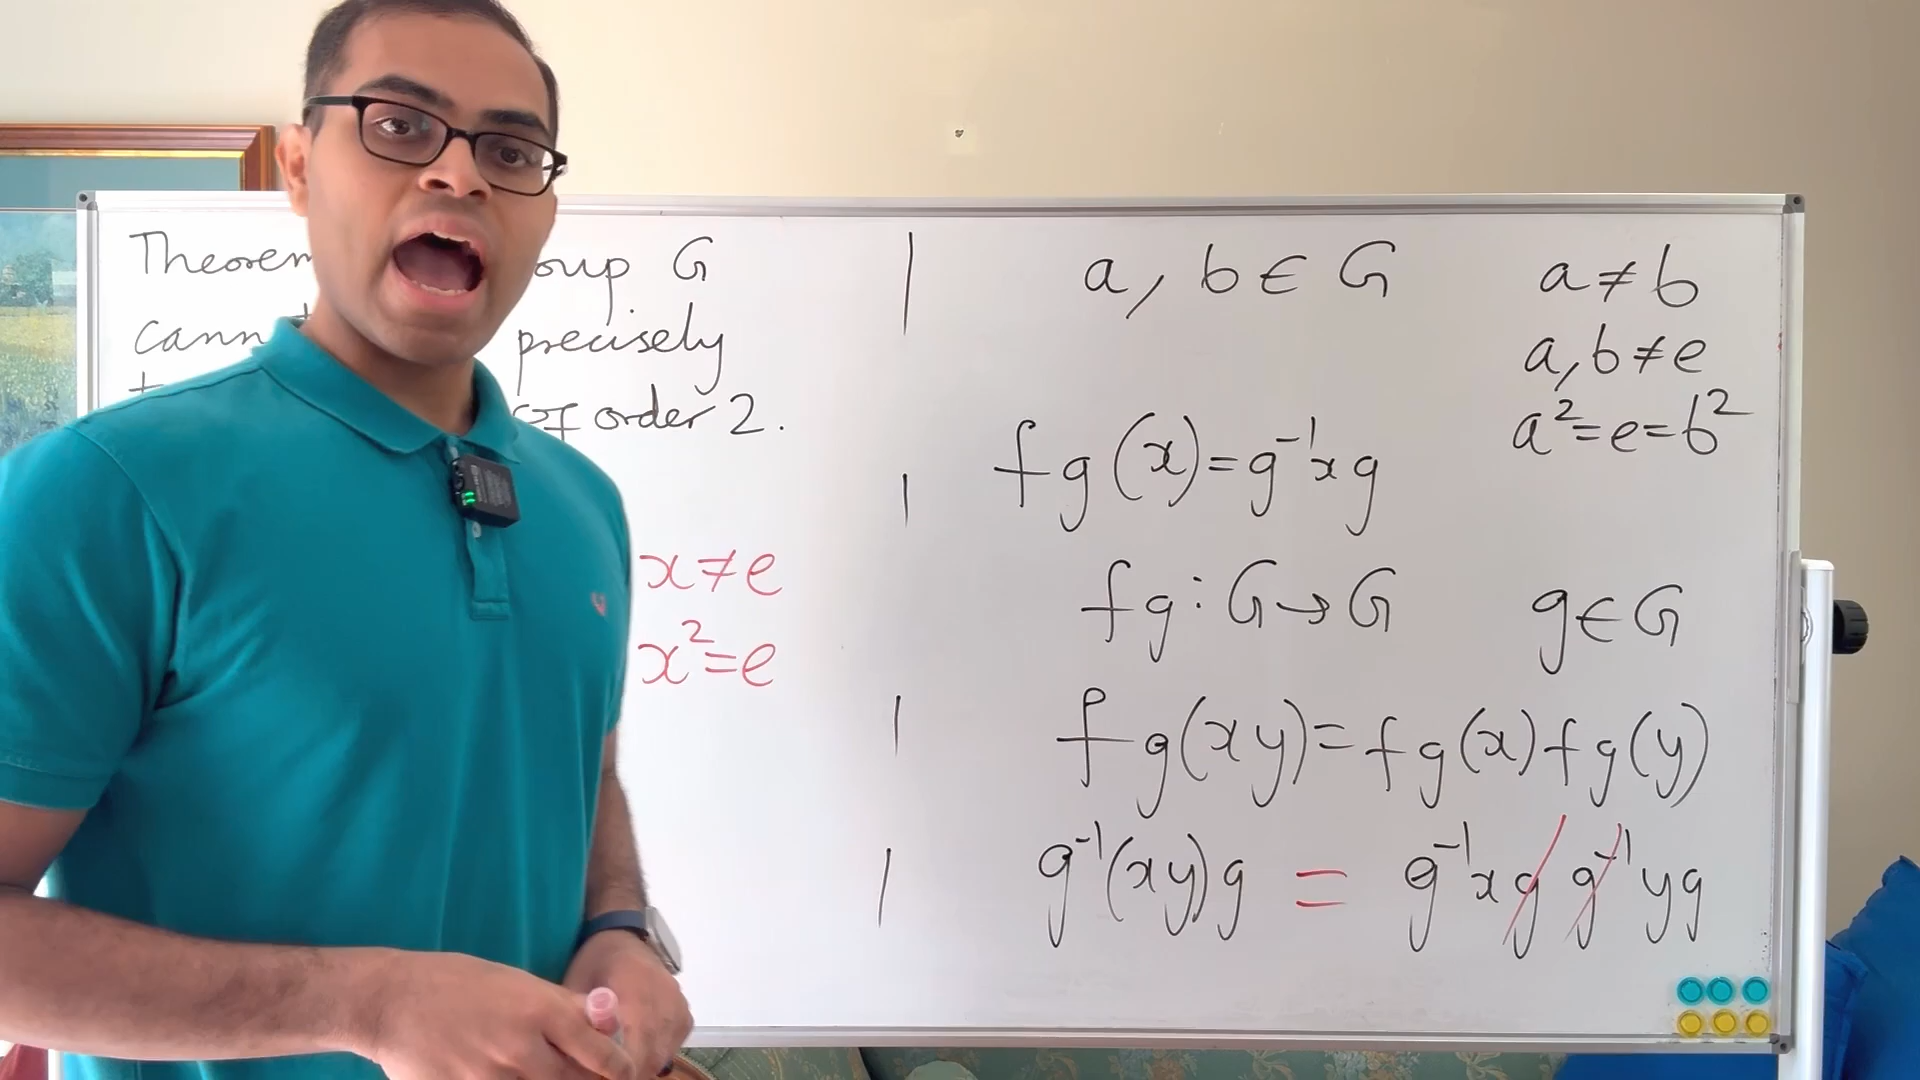 Theorem oup G
cann precisely
of order 2.
x≠e
x²=e
a, b ∈ G
a≠b
a,b≠e
a²=e=b²
fg(x)=g⁻¹xg
fg:G→G
g∈G
fg(xy)=fg(x)fg(y)
g⁻¹(xy)g = g⁻¹xg g⁻¹yg